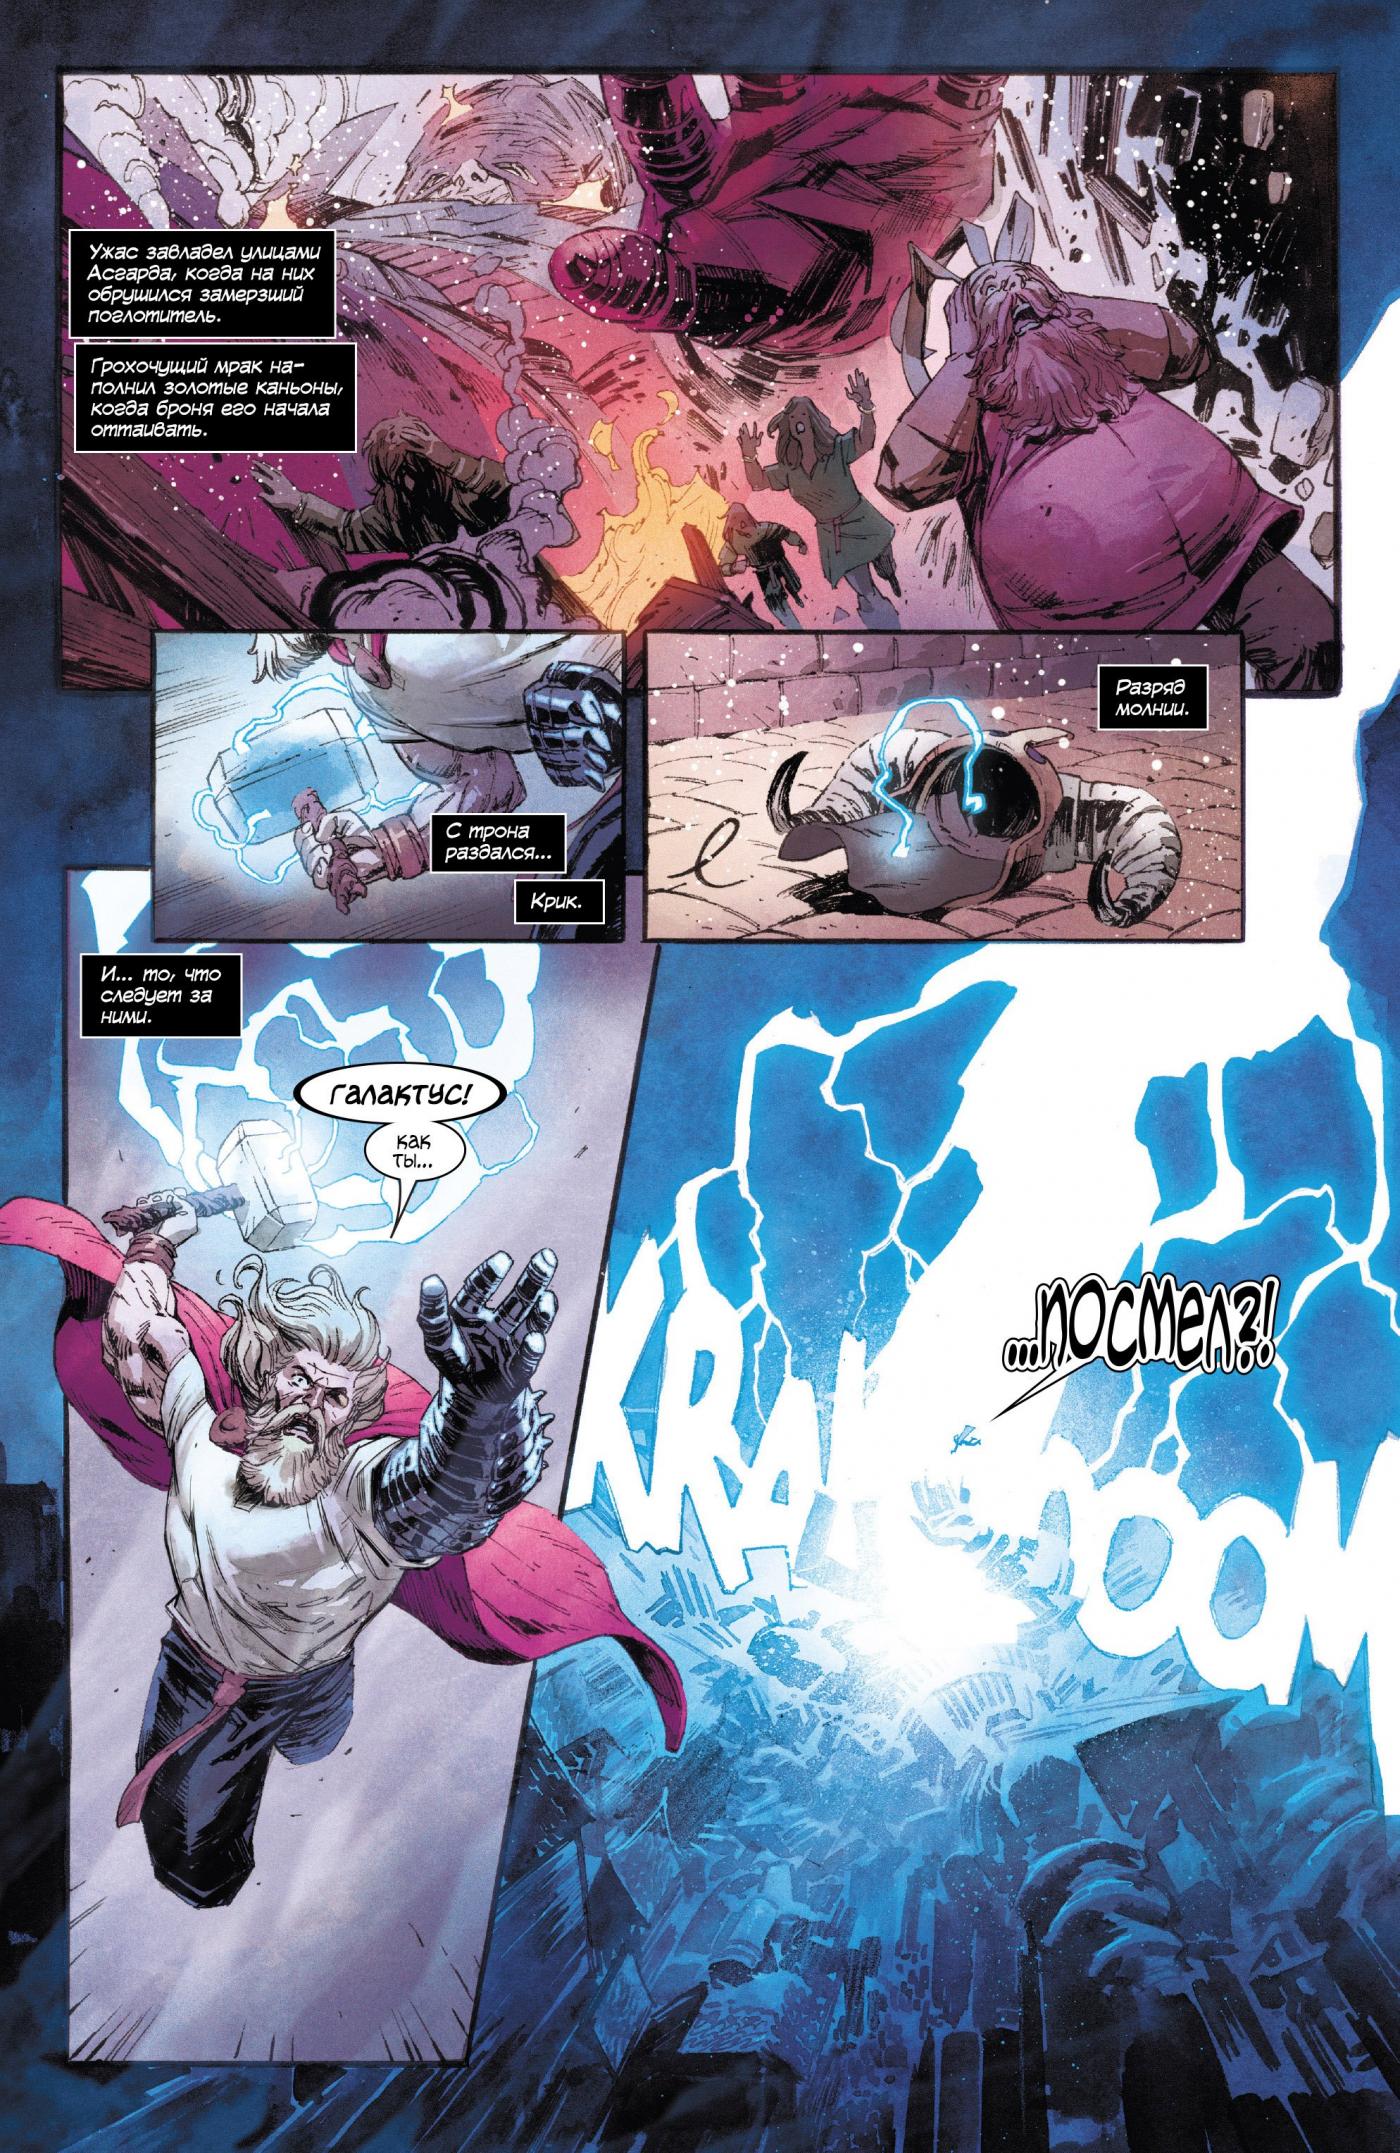 Ужас завладел улицами
Асгарда, когда на них
обрушился замерзший
поглотитель.
Грохочущий мрак на-
полнил золотые каньоны,
когда броня его начала
оттаивать.
С трона
раздался...
Крик.
Разряд
молнии.
И... то, что
следует за
ними.
ГАЛАКТУС!
КАК
ТЫ...
...ПОСМЕЛ?!